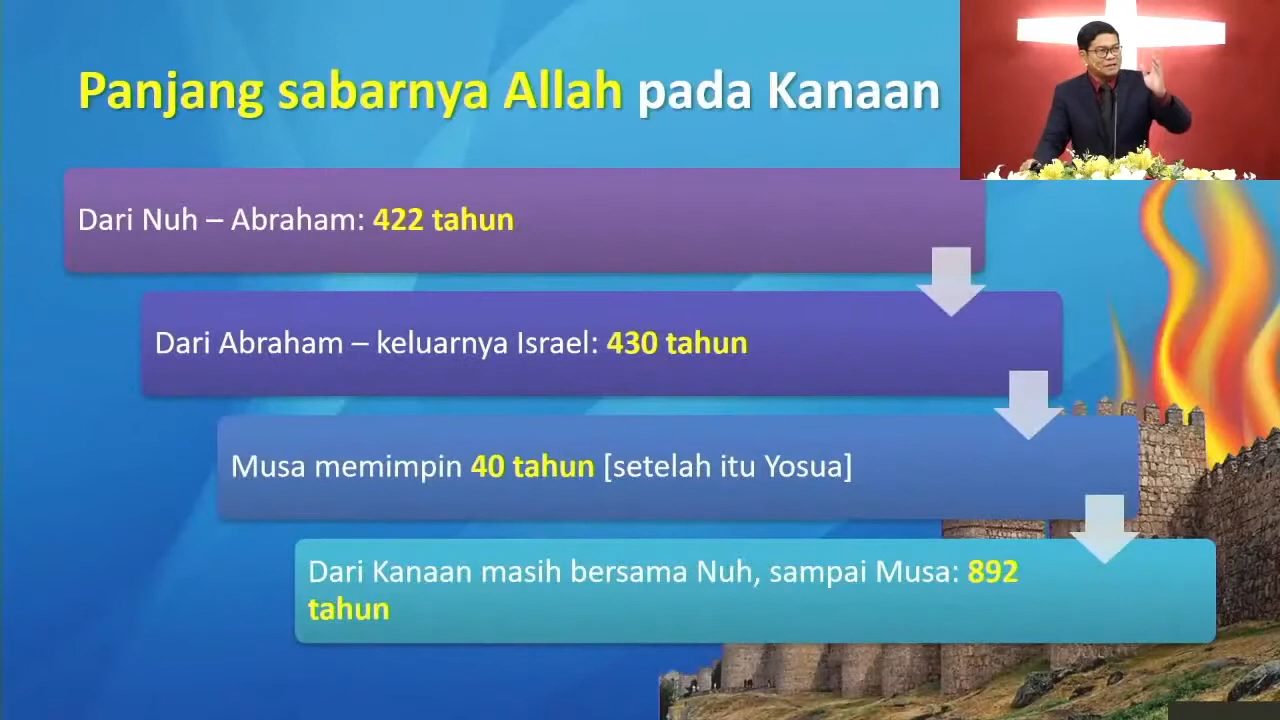 Panjang sabarnya Allah pada Kanaan
Dari Nuh – Abraham: 422 tahun
Dari Abraham – keluarnya Israel: 430 tahun
Musa memimpin 40 tahun [setelah itu Yosua]
Dari Kanaan masih bersama Nuh, sampai Musa: 892
tahun